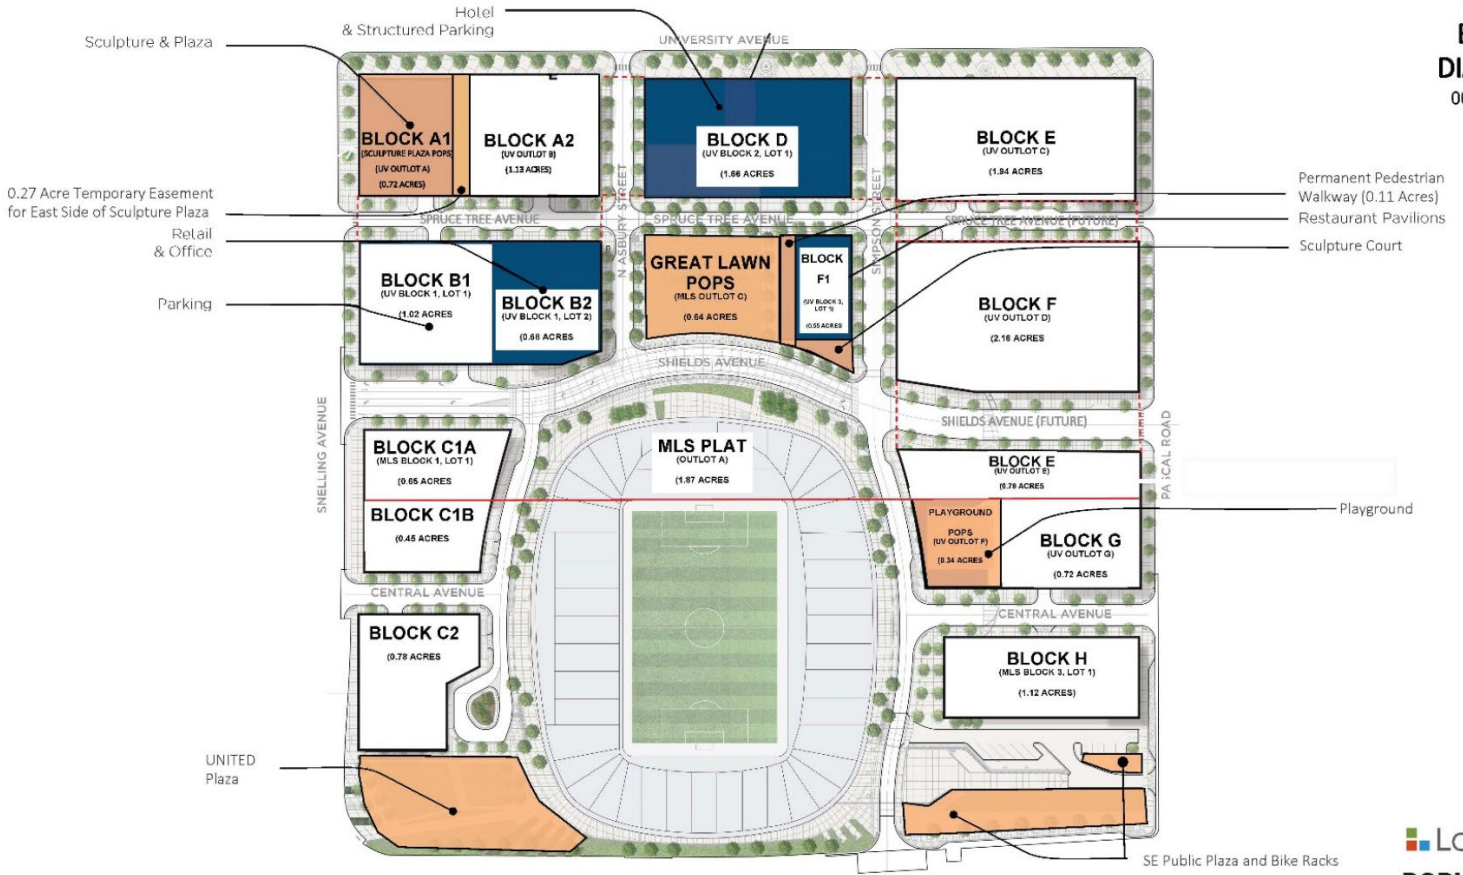 Hotel
& Structured Parking
Sculpture & Plaza
UNIVERSITY AVENUE
BLOCK A1
(SCULPTURE PLAZA POPS)
(UV OUTLOT A)
(0.72 ACRES)
BLOCK A2
(UV OUTLOT B)
(1.13 ACRES)
BLOCK D
(UV BLOCK 2, LOT 1)
(1.66 ACRES
BLOCK E
(UV OUTLOT C)
(1.94 ACRES
0.27 Acre Temporary Easement
for East Side of Sculpture Plaza
Permanent Pedestrian
Walkway (0.11 Acres)
Restaurant Pavilions
Sculpture Court
SPRUCE TREE AVENUE
SPRUCE TREE AVENUE
SPRUCE TREE AVENUE (FUTURE)
N ASBURY STREET
SIMPSON STREET
Retail
& Office
Parking
BLOCK B1
(UV BLOCK 1, LOT 1)
(1.02 ACRES
BLOCK B2
(UV BLOCK 1, LOT 2)
(0.66 ACRES
GREAT LAWN
POPS
(MLS OUTLOT C)
(0.64 ACRES
BLOCK
F1
(UV BLOCK 3,
LOT 1)
(0.55 ACRES
BLOCK F
(UV OUTLOT D)
(2.16 ACRES
SHIELDS AVENUE
SHIELDS AVENUE (FUTURE)
SNELLING AVENUE
PASCAL ROAD
BLOCK C1A
(MLS BLOCK 1, LOT 1)
(0.65 ACRES
BLOCK C1B
(0.45 ACRES
MLS PLAT
(OUTLOT A)
(1.87 ACRES
BLOCK E
(UV OUTLOT E)
(0.79 ACRES
PLAYGROUND
POPS
(UV OUTLOT F)
(0.34 ACRES
BLOCK G
(UV OUTLOT G)
(0.72 ACRES
Playground
CENTRAL AVENUE
CENTRAL AVENUE
BLOCK C2
(0.78 ACRES
BLOCK H
(MLS BLOCK 3, LOT 1)
(1.12 ACRES)
UNITED
Plaza
SE Public Plaza and Bike Racks